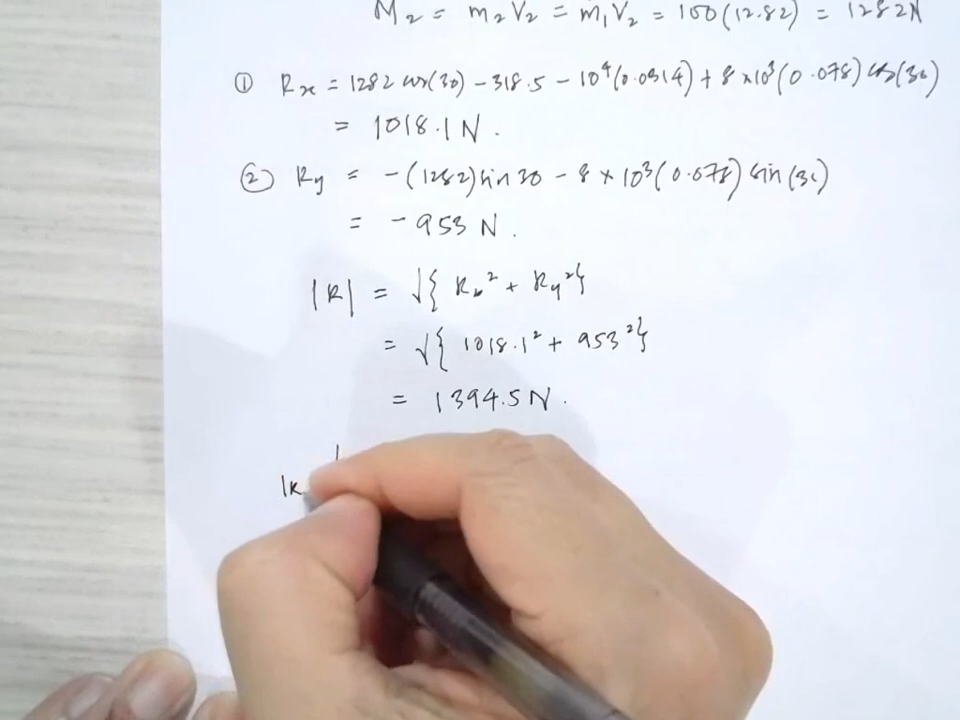 M₂ = m₂V₂ = ṁ₁V₂ = 100(12.82) = 1282N
① Rx = 1282 cos(30) - 318.5 - 10⁴(0.0314) + 8×10³(0.078) cos(30)
= 1018.1 N.
② Ry = -(1282) sin 30 - 8×10³(0.078) sin(30)
= -953 N.
|R| = √{ Rx² + Ry² }
= √{ 1018.1² + 953² }
= 1394.5 N.
|R